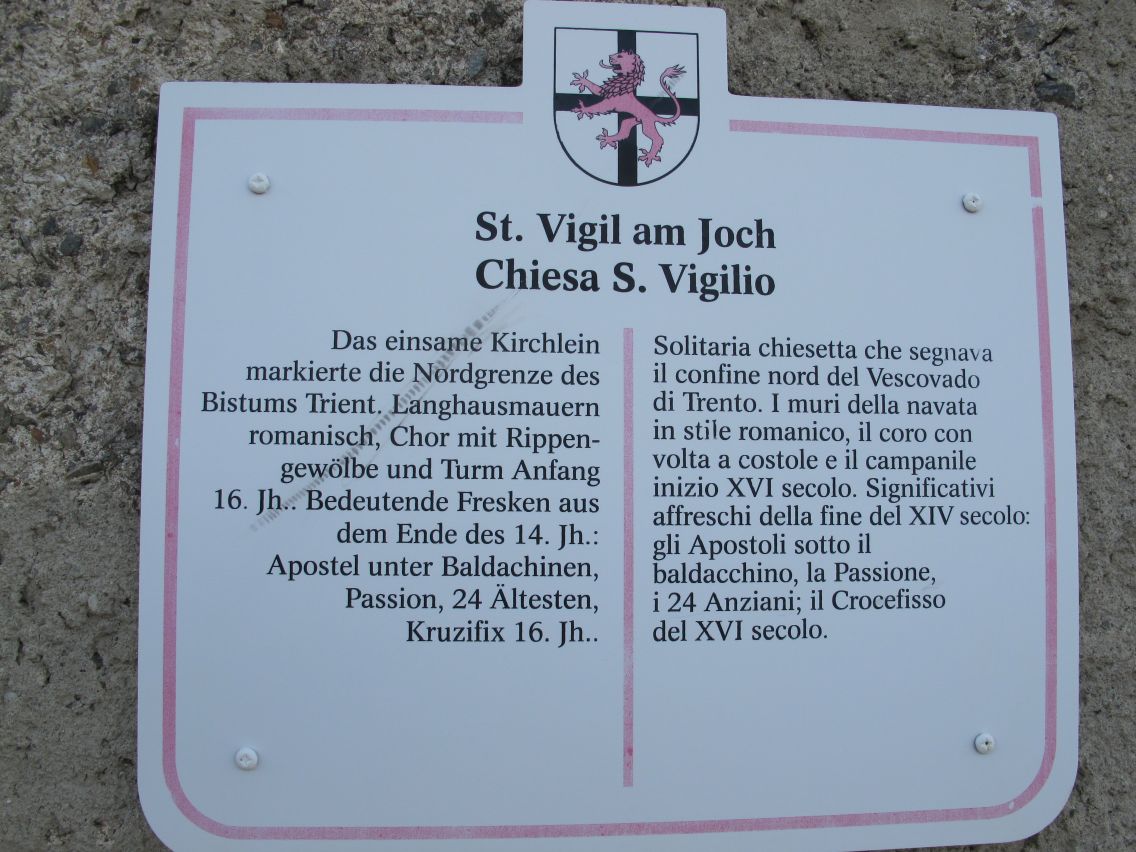 St. Vigil am Joch
Chiesa S. Vigilio
Das einsame Kirchlein
markierte die Nordgrenze des
Bistums Trient. Langhausmauern
romanisch, Chor mit Rippen-
gewölbe und Turm Anfang
16. Jh.. Bedeutende Fresken aus
dem Ende des 14. Jh.:
Apostel unter Baldachinen,
Passion, 24 Ältesten,
Kruzifix 16. Jh..
Solitaria chiesetta che segnava
il confine nord del Vescovado
di Trento. I muri della navata
in stile romanico, il coro con
volta a costole e il campanile
inizio XVI secolo. Significativi
affreschi della fine del XIV secolo:
gli Apostoli sotto il
baldacchino, la Passione,
i 24 Anziani; il Crocefisso
del XVI secolo.